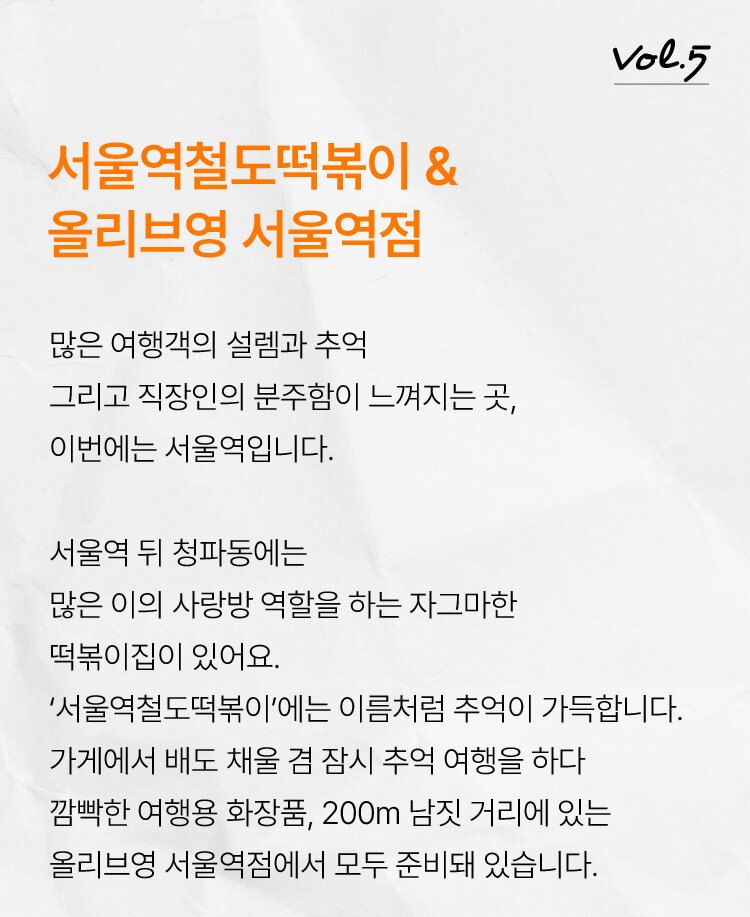 Vol.5
서울역철도떡볶이 &
올리브영 서울역점
많은 여행객의 설렘과 추억
그리고 직장인의 분주함이 느껴지는 곳,
이번에는 서울역입니다.
서울역 뒤 청파동에는
많은 이의 사랑방 역할을 하는 자그마한
떡볶이집이 있어요.
‘서울역철도떡볶이’에는 이름처럼 추억이 가득합니다.
가게에서 배도 채울 겸 잠시 추억 여행을 하다
깜빡한 여행용 화장품, 200m 남짓 거리에 있는
올리브영 서울역점에서 모두 준비돼 있습니다.